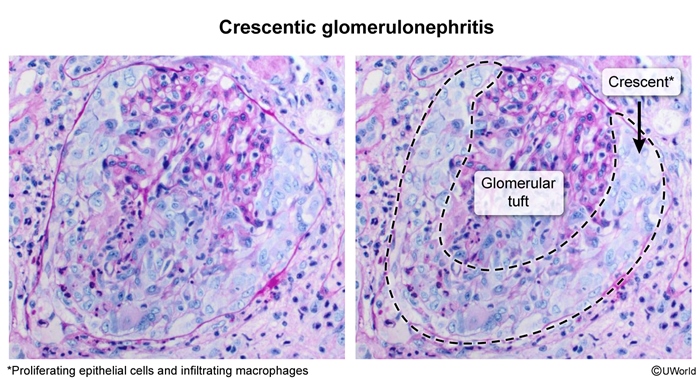 Crescentic glomerulonephritis
Crescent*
Glomerular
tuft
*Proliferating epithelial cells and infiltrating macrophages
©UWorld